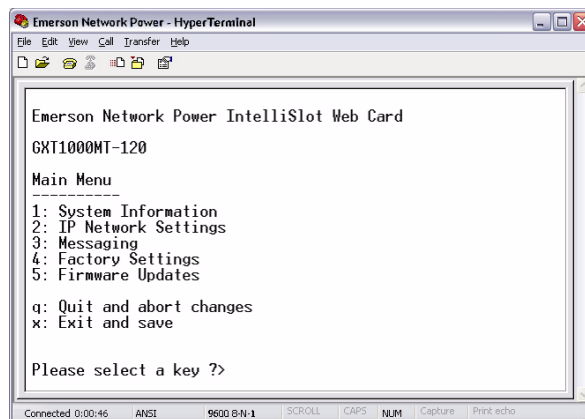 Emerson Network Power - HyperTerminal
File Edit View Call Transfer Help
Emerson Network Power IntelliSlot Web Card
GXT1000MT-120
Main Menu
----------
1: System Information
2: IP Network Settings
3: Messaging
4: Factory Settings
5: Firmware Updates
q: Quit and abort changes
x: Exit and save
Please select a key ?>
Connected 0:00:46 ANSI 9600 8-N-1 SCROLL CAPS NUM Capture Print echo